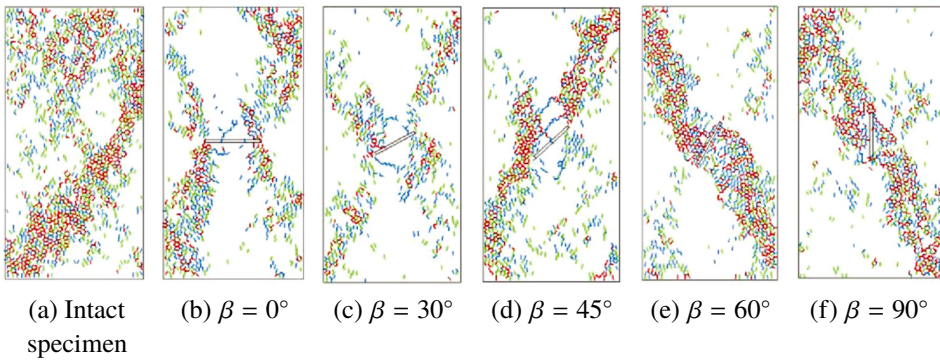 (a) Intact specimen
(b) β = 0°
(c) β = 30°
(d) β = 45°
(e) β = 60°
(f) β = 90°